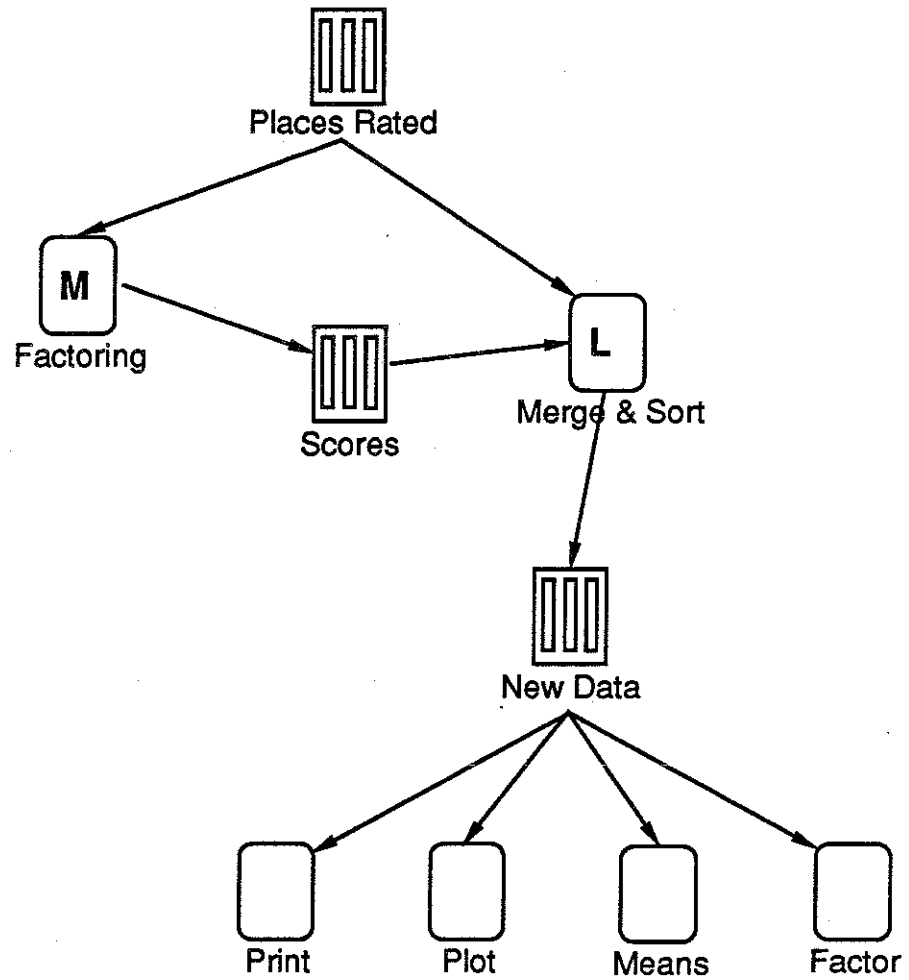 Places Rated
M
Factoring
L
Merge & Sort
Scores
New Data
Print
Plot
Means
Factor